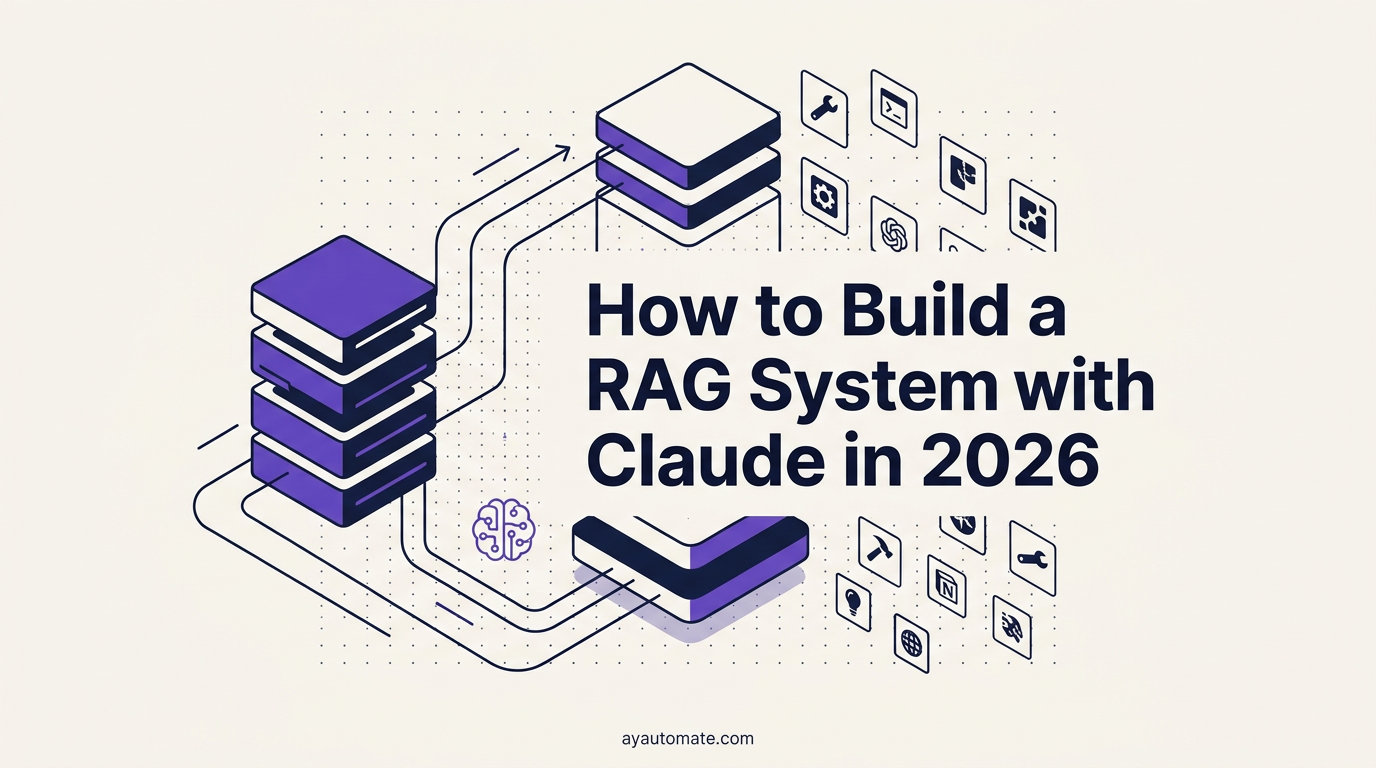 How to Build a
RAG System with
Claude in 2026
N
ayautomate.com